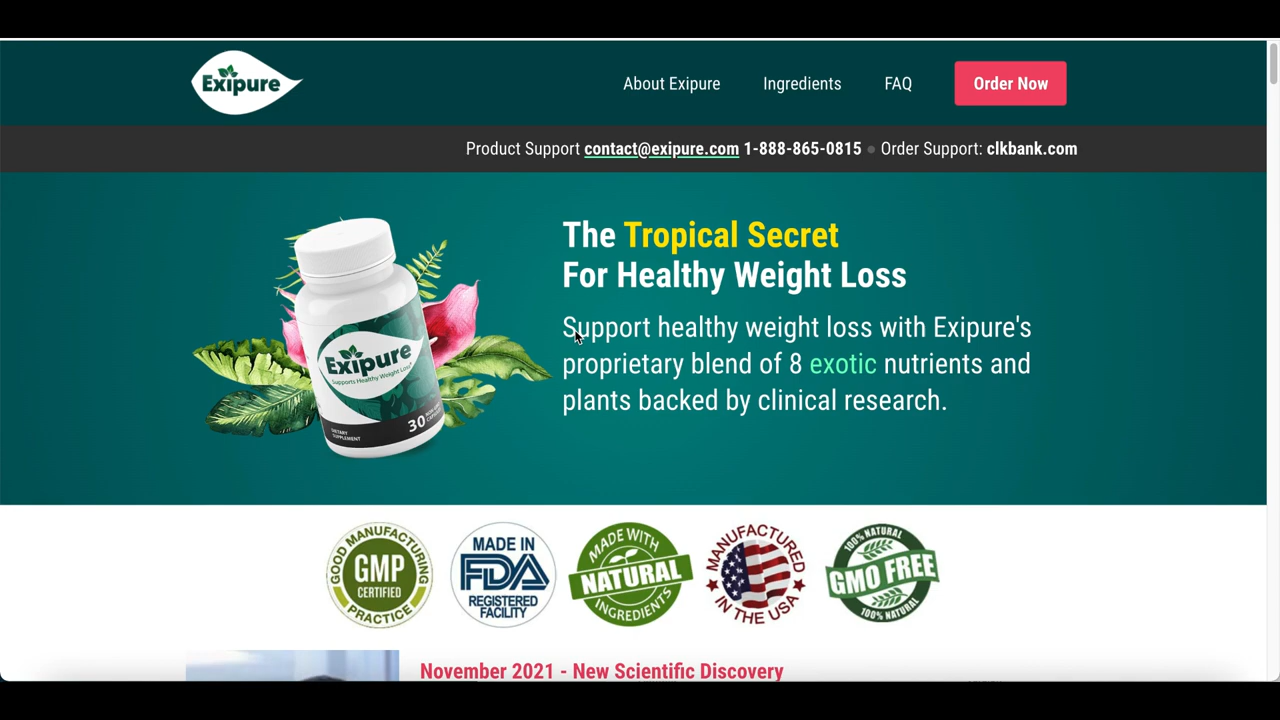 Exipure
About Exipure
Ingredients
FAQ
Order Now
Product Support contact@exipure.com 1-888-865-0815 ● Order Support: clkbank.com
The Tropical Secret
For Healthy Weight Loss
Support healthy weight loss with Exipure's
proprietary blend of 8 exotic nutrients and
plants backed by clinical research.
Exipure
Supports Healthy Weight Loss
DIETARY
SUPPLEMENT
30
GOOD MANUFACTURING
GMP
CERTIFIED
PRACTICE
MADE IN
FDA
REGISTERED
FACILITY
MADE WITH
NATURAL
INGREDIENTS
MANUFACTURED
IN THE USA
100% NATURAL
GMO FREE
100% NATURAL
November 2021 - New Scientific Discovery